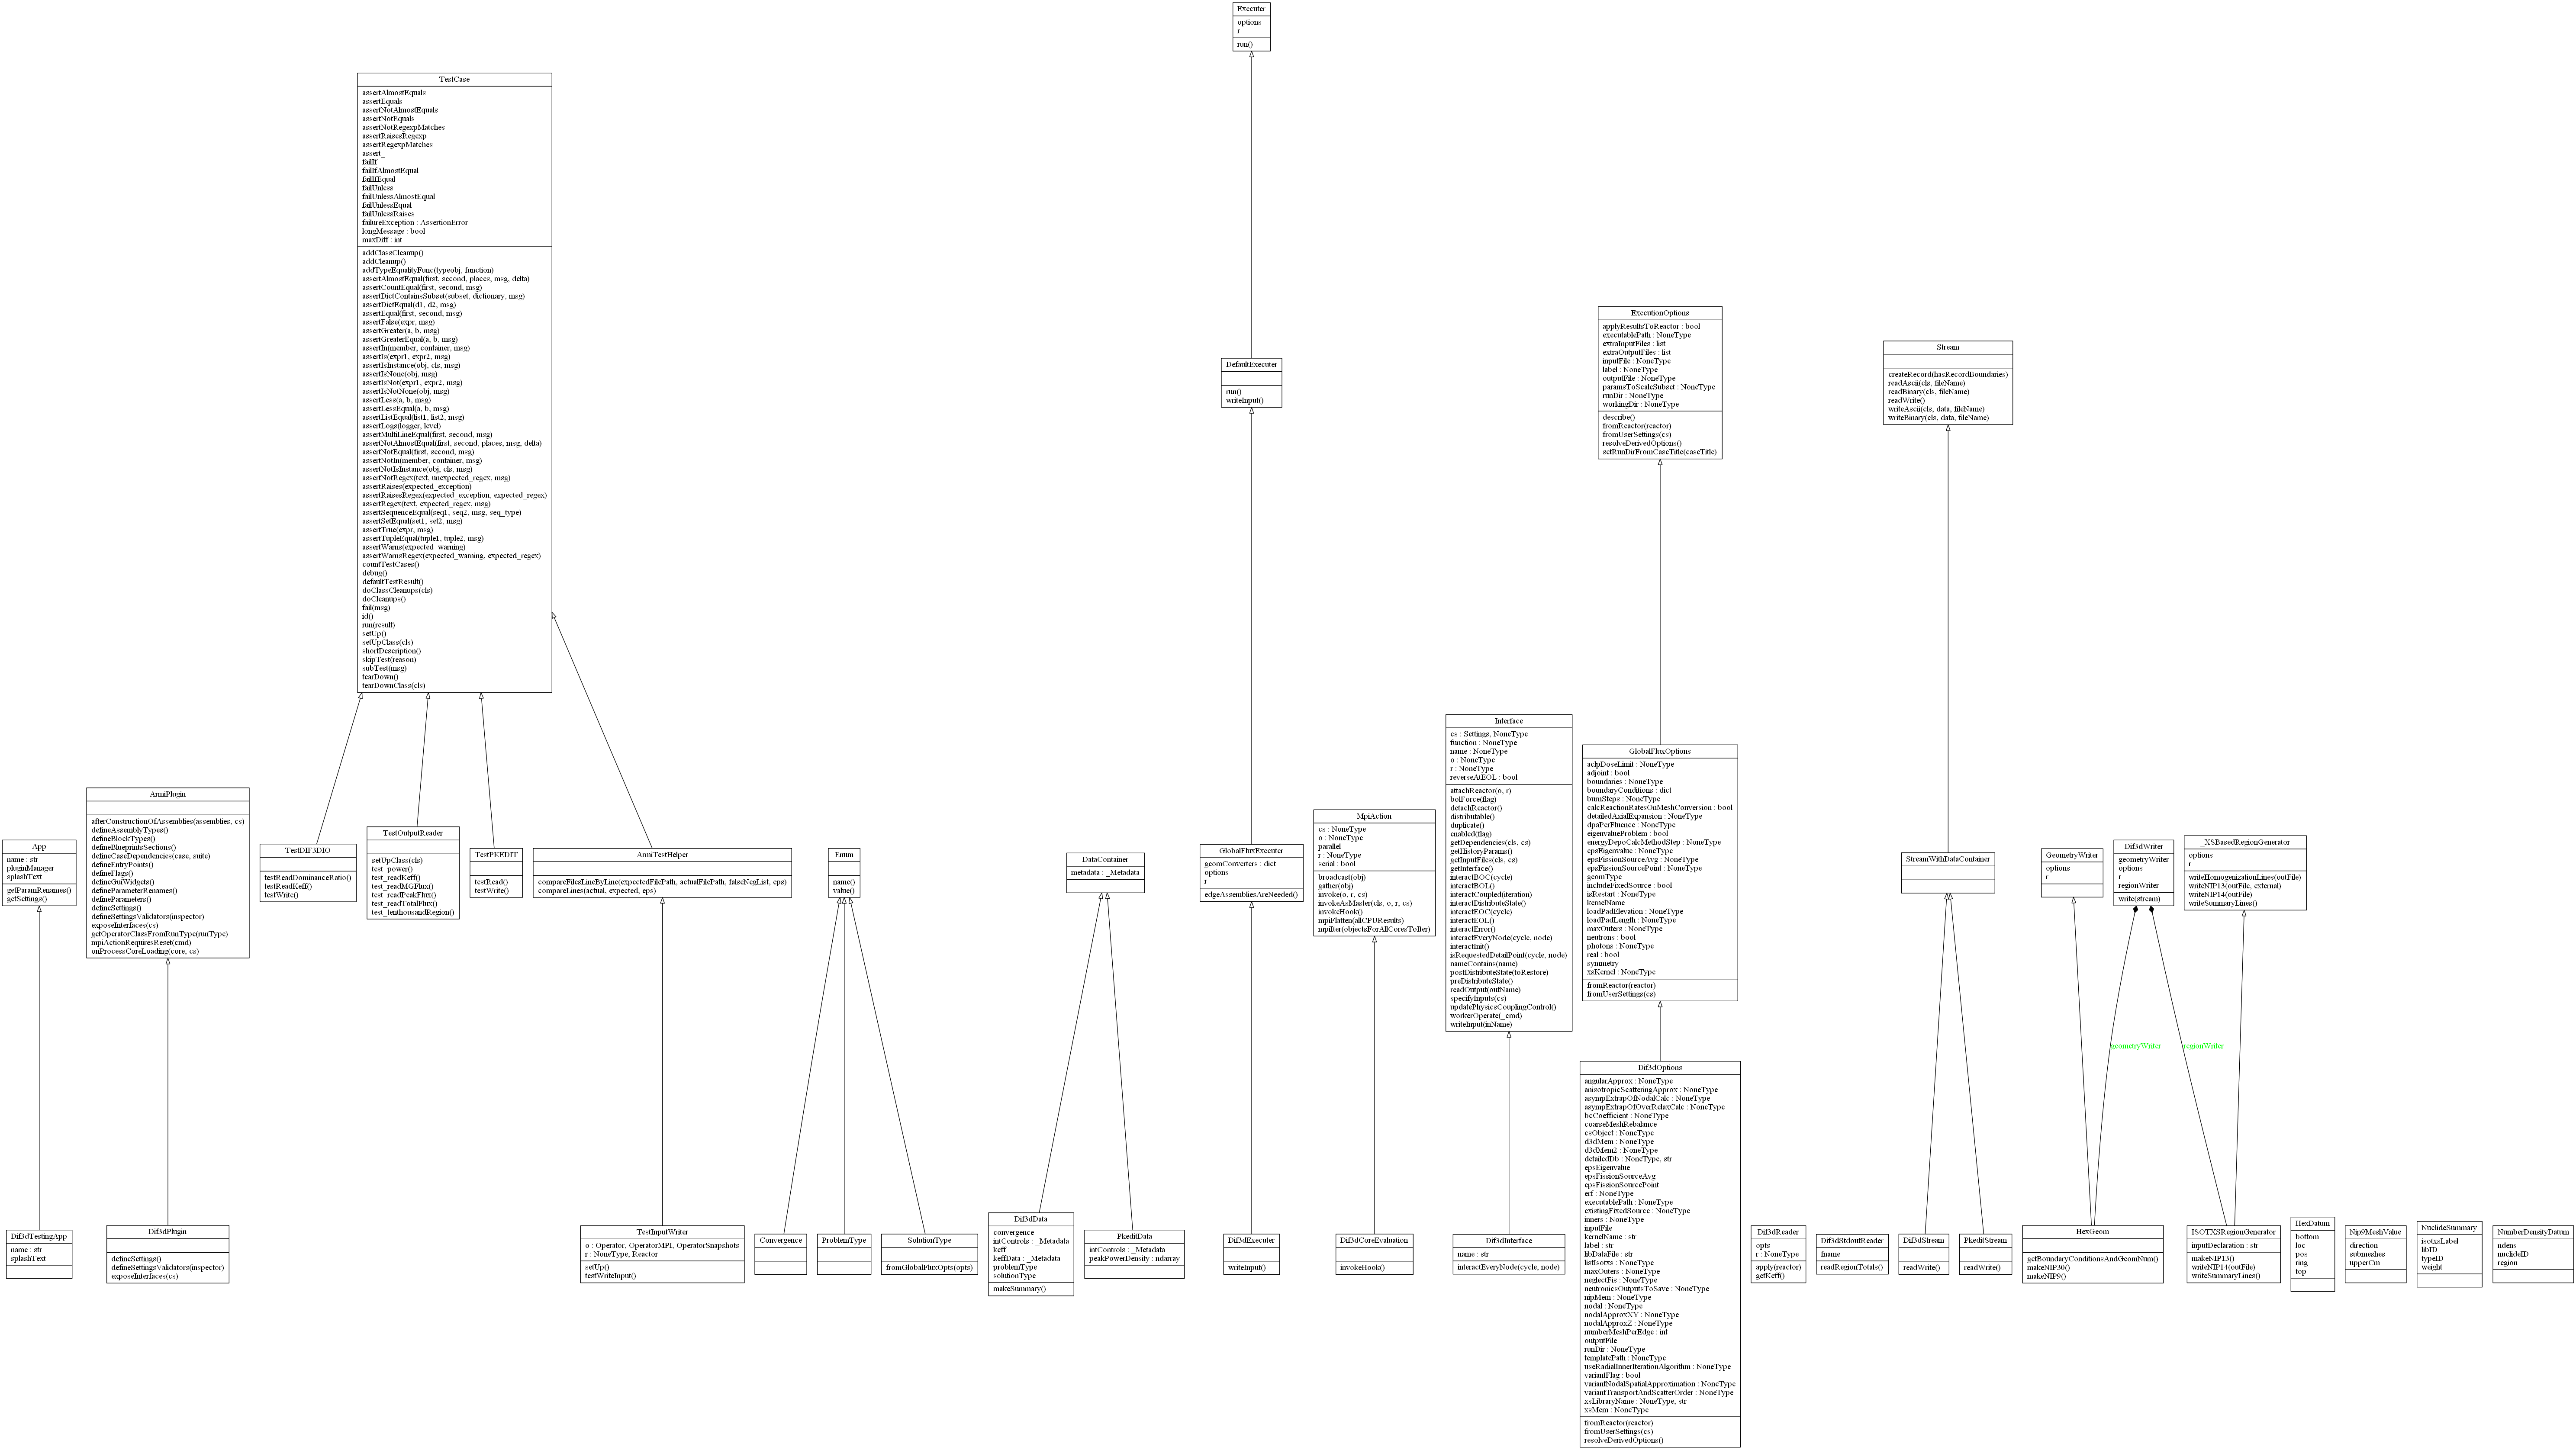 Executer
options
r
run()
TestCase
assertAlmostEquals
assertEquals
assertNotAlmostEquals
assertNotEquals
assertNotRegexpMatches
assertRaisesRegexp
assertRegexpMatches
assert_
failIf
failIfAlmostEqual
failIfEqual
failUnless
failUnlessAlmostEqual
failUnlessEqual
failUnlessRaises
failureException : AssertionError
longMessage : bool
maxDiff : int
addClassCleanup()
addCleanup()
addTypeEqualityFunc(typeobj, function)
assertAlmostEqual(first, second, places, msg, delta)
assertCountEqual(first, second, msg)
assertDictContainsSubset(subset, dictionary, msg)
assertDictEqual(d1, d2, msg)
assertEqual(first, second, msg)
assertFalse(expr, msg)
assertGreater(a, b, msg)
assertGreaterEqual(a, b, msg)
assertIn(member, container, msg)
assertIs(expr1, expr2, msg)
assertIsInstance(obj, cls, msg)
assertIsNone(obj, msg)
assertIsNot(expr1, expr2, msg)
assertIsNotNone(obj, msg)
assertLess(a, b, msg)
assertLessEqual(a, b, msg)
assertListEqual(list1, list2, msg)
assertLogs(logger, level)
assertMultiLineEqual(first, second, msg)
assertNotAlmostEqual(first, second, places, msg, delta)
assertNotEqual(first, second, msg)
assertNotIn(member, container, msg)
assertNotIsInstance(obj, cls, msg)
assertNotRegex(text, unexpected_regex, msg)
assertRaises(expected_exception)
assertRaisesRegex(expected_exception, expected_regex)
assertRegex(text, expected_regex, msg)
assertSequenceEqual(seq1, seq2, msg, seq_type)
assertSetEqual(set1, set2, msg)
assertTrue(expr, msg)
assertTupleEqual(tuple1, tuple2, msg)
assertWarns(expected_warning)
assertWarnsRegex(expected_warning, expected_regex)
countTestCases()
debug()
defaultTestResult()
doClassCleanups(cls)
doCleanups()
fail(msg)
id()
run(result)
setUp()
setUpClass(cls)
shortDescription()
skipTest(reason)
subTest(msg)
tearDown()
tearDownClass(cls)
DefaultExecuter
run()
writeInput()
ExecutionOptions
applyResultsToReactor : bool
executablePath : NoneType
extraInputFiles : list
extraOutputFiles : list
inputFile : NoneType
label : NoneType
outputFile : NoneType
paramsToScaleSubset : NoneType
runDir : NoneType
workingDir : NoneType
describe()
fromReactor(reactor)
fromUserSettings(cs)
resolveDerivedOptions()
setRunDirFromCaseTitle(caseTitle)
Stream
createRecord(hasRecordBoundaries)
readAscii(cls, fileName)
readBinary(cls, fileName)
readWrite()
writeAscii(cls, data, fileName)
writeBinary(cls, data, fileName)
App
name : str
pluginManager
splashText
getParamRenames()
getSettings()
ArmiPlugin
afterConstructionOfAssemblies(assemblies, cs)
defineAssemblyTypes()
defineBlockTypes()
defineBlueprintsSections()
defineCaseDependencies(case, suite)
defineEntryPoints()
defineFlags()
defineGuiWidgets()
defineParameterRenames()
defineParameters()
defineSettings()
defineSettingsValidators(inspector)
exposeInterfaces(cs)
getOperatorClassFromRunType(runType)
mpiActionRequiresReset(cmd)
onProcessCoreLoading(core, cs)
TestDIF3DIO
testReadDominanceRatio()
testReadKeff()
testWrite()
TestOutputReader
setUpClass(cls)
test_power()
test_readKeff()
test_readMGFlux()
test_readPeakFlux()
test_readTotalFlux()
test_tenthousandRegion()
TestPKEDIT
testRead()
testWrite()
ArmiTestHelper
compareFilesLineByLine(expectedFilePath, actualFilePath, falseNegList, eps)
compareLines(actual, expected, eps)
Enum
name()
value()
DataContainer
metadata : _Metadata
GlobalFluxExecuter
geomConverters : dict
options
r
edgeAssembliesAreNeeded()
MpiAction
cs : NoneType
o : NoneType
parallel
r : NoneType
serial : bool
broadcast(obj)
gather(obj)
invoke(o, r, cs)
invokeAsMaster(cls, o, r, cs)
invokeHook()
mpiFlatten(allCPUResults)
mpiIter(objectsForAllCoresToIter)
Interface
cs : Settings, NoneType
function : NoneType
name : NoneType
o : NoneType
r : NoneType
reverseAtEOL : bool
attachReactor(o, r)
bolForce(flag)
detachReactor()
distributable()
duplicate()
enabled(flag)
getDependencies(cls, cs)
getHistoryParams()
getInputFiles(cls, cs)
getInterface()
interactBOC(cycle)
interactBOL()
interactCoupled(iteration)
interactDistributeState()
interactEOC(cycle)
interactEOL()
interactError()
interactEveryNode(cycle, node)
interactInit()
isRequestedDetailPoint(cycle, node)
nameContains(name)
postDistributeState(toRestore)
preDistributeState()
readOutput(outName)
specifyInputs(cs)
updatePhysicsCouplingControl()
workerOperate(_cmd)
writeInput(inName)
GlobalFluxOptions
aclpDoseLimit : NoneType
adjoint : bool
boundaries : NoneType
boundaryConditions : dict
burnSteps : NoneType
calcReactionRatesOnMeshConversion : bool
detailedAxialExpansion : NoneType
dpaPerFluence : NoneType
eigenvalueProblem : bool
energyDepoCalcMethodStep : NoneType
epsEigenvalue : NoneType
epsFissionSourceAvg : NoneType
epsFissionSourcePoint : NoneType
geomType
includeFixedSource : bool
isRestart : NoneType
kernelName
loadPadElevation : NoneType
loadPadLength : NoneType
maxOuters : NoneType
neutrons : bool
photons : NoneType
real : bool
symmetry
xsKernel : NoneType
fromReactor(reactor)
fromUserSettings(cs)
StreamWithDataContainer
GeometryWriter
options
r
Dif3dWriter
geometryWriter
options
r
regionWriter
write(stream)
_XSBasedRegionGenerator
options
r
writeHomogenizationLines(outFile)
writeNIP13(outFile, external)
writeNIP14(outFile)
writeSummaryLines()
geometryWriter
regionWriter
Dif3dTestingApp
name : str
splashText
Dif3dPlugin
defineSettings()
defineSettingsValidators(inspector)
exposeInterfaces(cs)
TestInputWriter
o : Operator, OperatorMPI, OperatorSnapshots
r : NoneType, Reactor
setUp()
testWriteInput()
Convergence
ProblemType
SolutionType
fromGlobalFluxOpts(opts)
Dif3dData
convergence
intControls : _Metadata
keff
keffData : _Metadata
problemType
solutionType
makeSummary()
PkeditData
intControls : _Metadata
peakPowerDensity : ndarray
Dif3dExecuter
writeInput()
Dif3dCoreEvaluation
invokeHook()
Dif3dInterface
name : str
interactEveryNode(cycle, node)
Dif3dOptions
angularApprox : NoneType
anisotropicScatteringApprox : NoneType
asympExtrapOfNodalCalc : NoneType
asympExtrapOfOverRelaxCalc : NoneType
bcCoefficient : NoneType
coarseMeshRebalance
csObject : NoneType
d3dMem : NoneType
d3dMem2 : NoneType
detailedDb : NoneType, str
epsEigenvalue
epsFissionSourceAvg
epsFissionSourcePoint
erf : NoneType
executablePath : NoneType
existingFixedSource : NoneType
inners : NoneType
inputFile
kernelName : str
label : str
libDataFile : str
listIsotxs : NoneType
maxOuters : NoneType
neglectFis : NoneType
neutronicsOutputsToSave : NoneType
nipMem : NoneType
nodal : NoneType
nodalApproxXY : NoneType
nodalApproxZ : NoneType
numberMeshPerEdge : int
outputFile
runDir : NoneType
templatePath : NoneType
useRadialInnerIterationAlgorithm : NoneType
variantFlag : bool
variantNodalSpatialApproximation : NoneType
variantTransportAndScatterOrder : NoneType
xsLibraryName : NoneType, str
xsMem : NoneType
fromReactor(reactor)
fromUserSettings(cs)
resolveDerivedOptions()
Dif3dReader
opts
r : NoneType
apply(reactor)
getKeff()
Dif3dStdoutReader
fname
readRegionTotals()
Dif3dStream
readWrite()
PkeditStream
readWrite()
HexGeom
getBoundaryConditionsAndGeomNum()
makeNIP30()
makeNIP9()
ISOTXSRegionGenerator
inputDeclaration : str
makeNIP13()
writeNIP14(outFile)
writeSummaryLines()
HexDatum
bottom
loc
pos
ring
top
Nip9MeshValue
direction
submeshes
upperCm
NuclideSummary
isotxsLabel
libID
typeID
weight
NumberDensityDatum
ndens
nuclideID
region